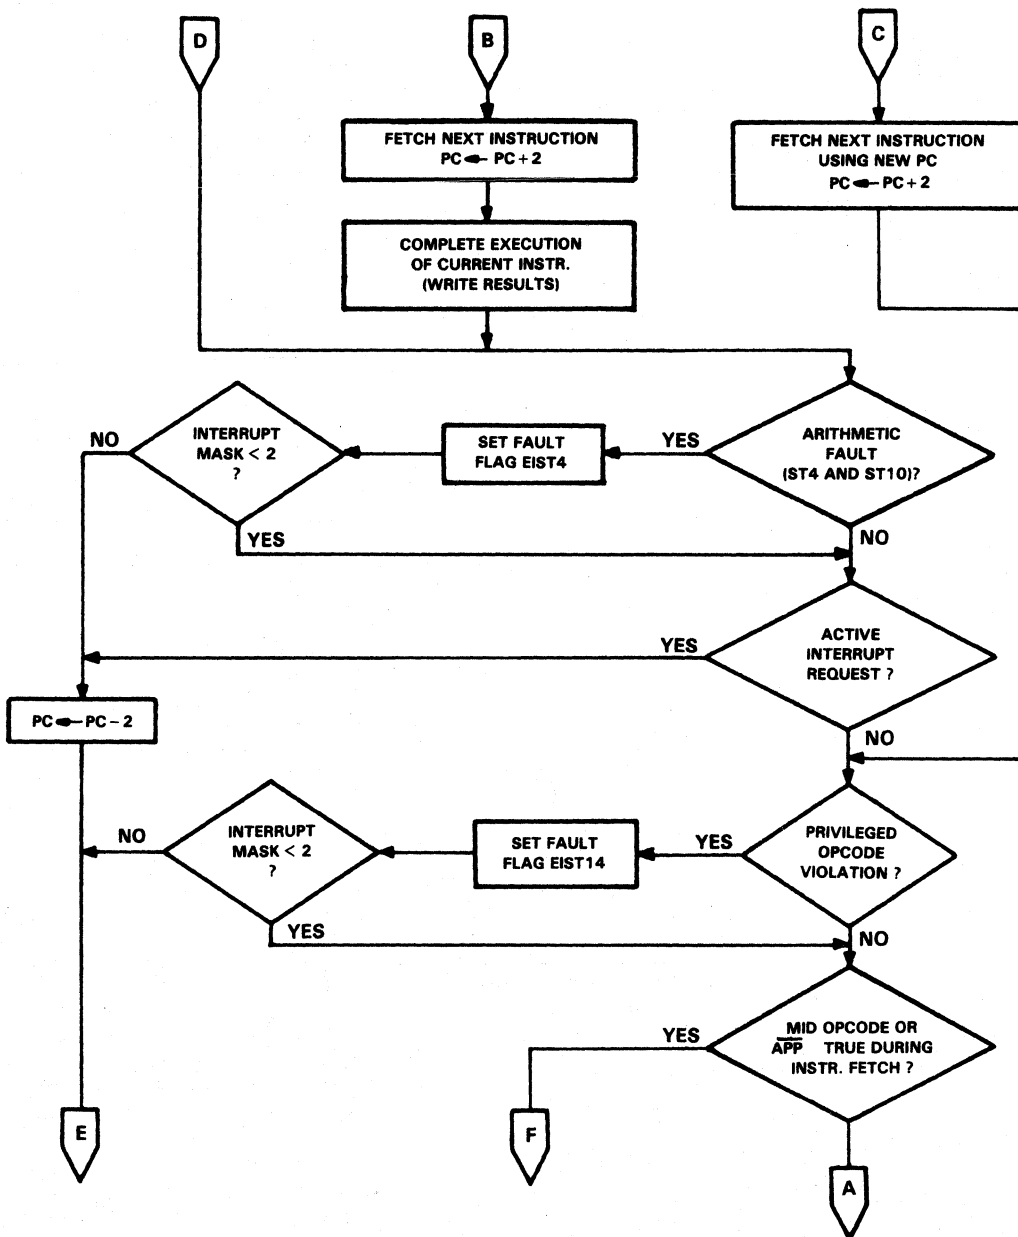 D
B
C
FETCH NEXT INSTRUCTION
PC ← PC + 2
FETCH NEXT INSTRUCTION
USING NEW PC
PC ← PC + 2
COMPLETE EXECUTION
OF CURRENT INSTR.
(WRITE RESULTS)
NO
INTERRUPT
MASK < 2
?
SET FAULT
FLAG EIST4
YES
ARITHMETIC
FAULT
(ST4 AND ST10)?
YES
NO
YES
ACTIVE
INTERRUPT
REQUEST ?
PC ← PC − 2
NO
NO
INTERRUPT
MASK < 2
?
SET FAULT
FLAG EIST14
YES
PRIVILEGED
OPCODE
VIOLATION ?
YES
NO
YES
MID OPCODE OR
A̅P̅P̅ TRUE DURING
INSTR. FETCH ?
E
F
A